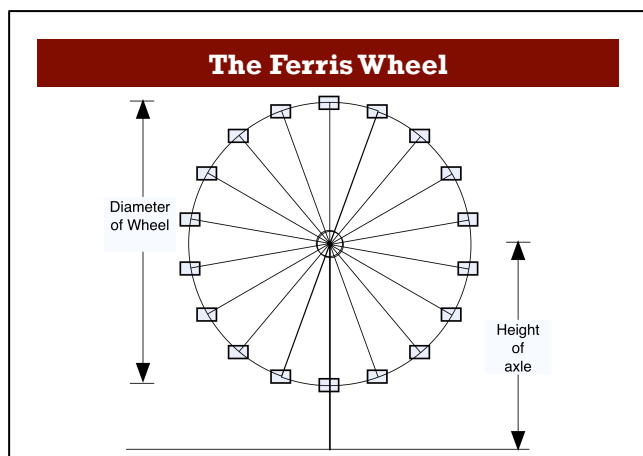 The Ferris Wheel
Diameter
of Wheel
Height
of
axle